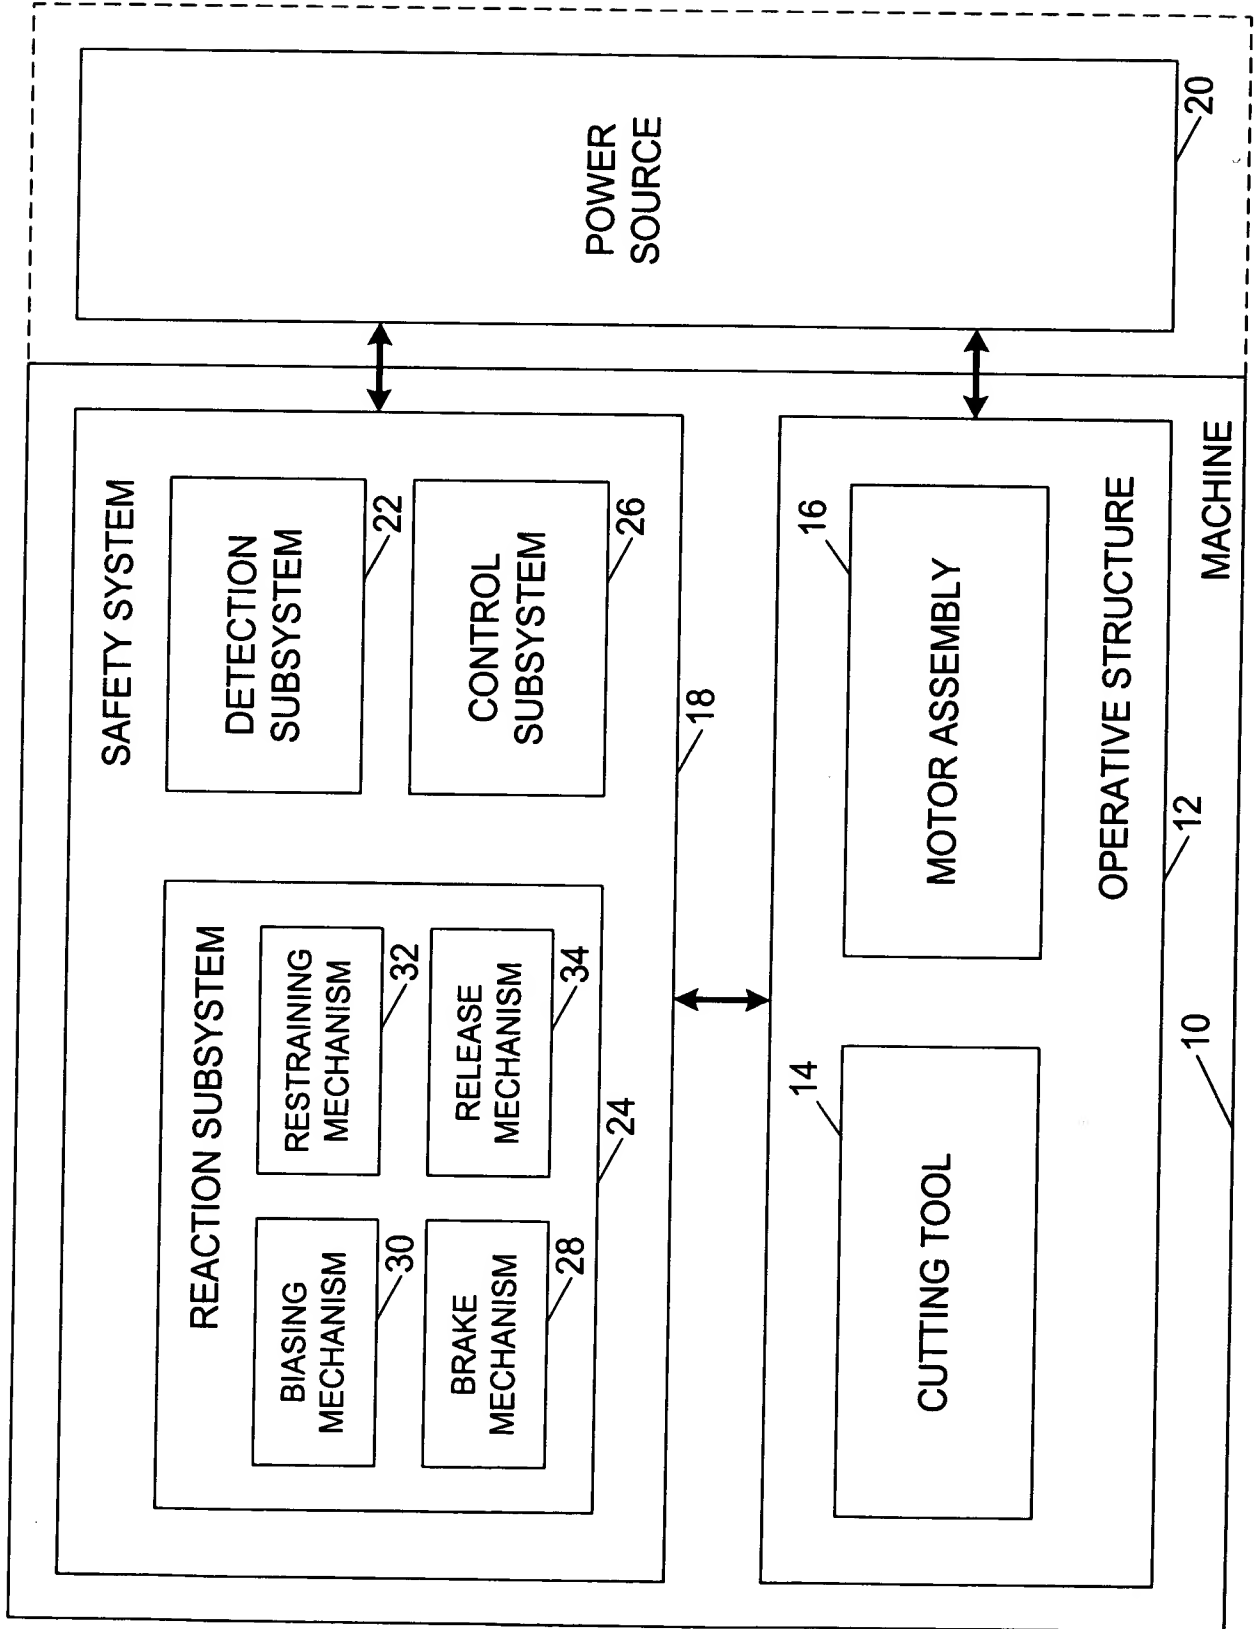 SAFETY SYSTEM
REACTION SUBSYSTEM
BIASING
MECHANISM
30
RESTRAINING
MECHANISM
32
BRAKE
MECHANISM
28
RELEASE
MECHANISM
34
24
DETECTION
SUBSYSTEM
22
CONTROL
SUBSYSTEM
26
18
14
CUTTING TOOL
16
MOTOR ASSEMBLY
OPERATIVE STRUCTURE
12
MACHINE
10
POWER
SOURCE
20